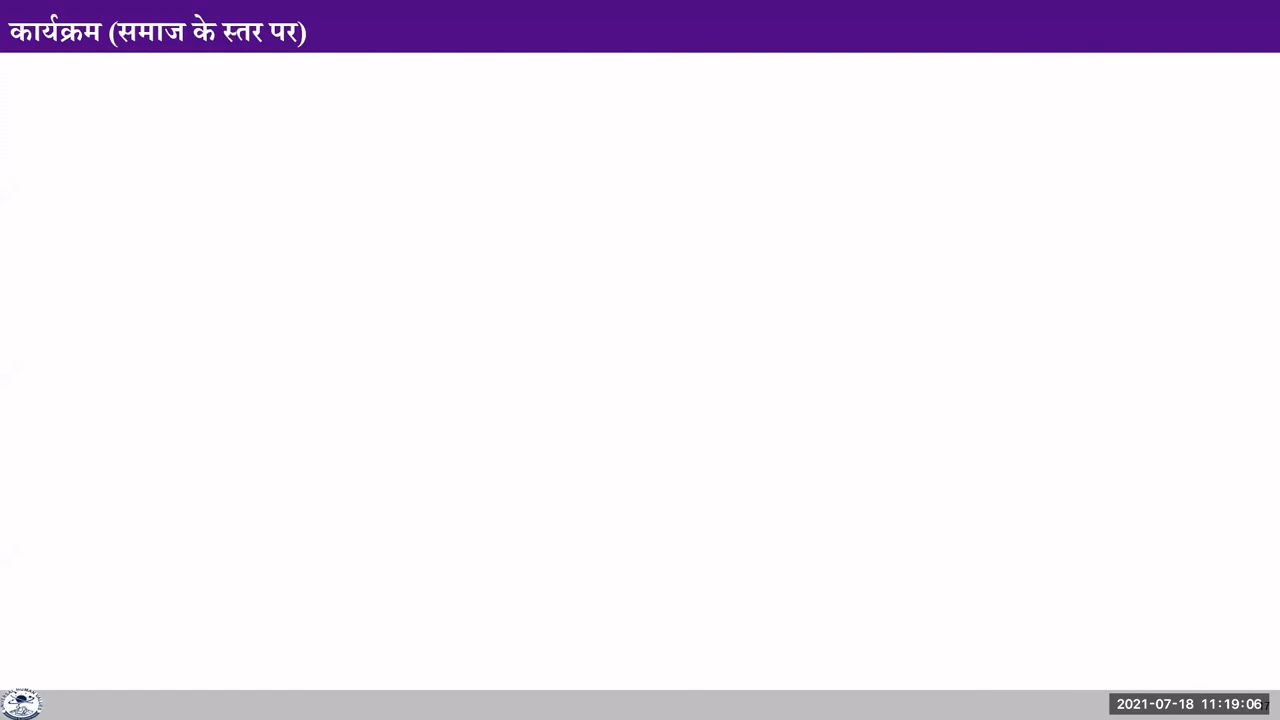 कार्यक्रम (समाज के स्तर पर)
2021-07-18 11:19:06